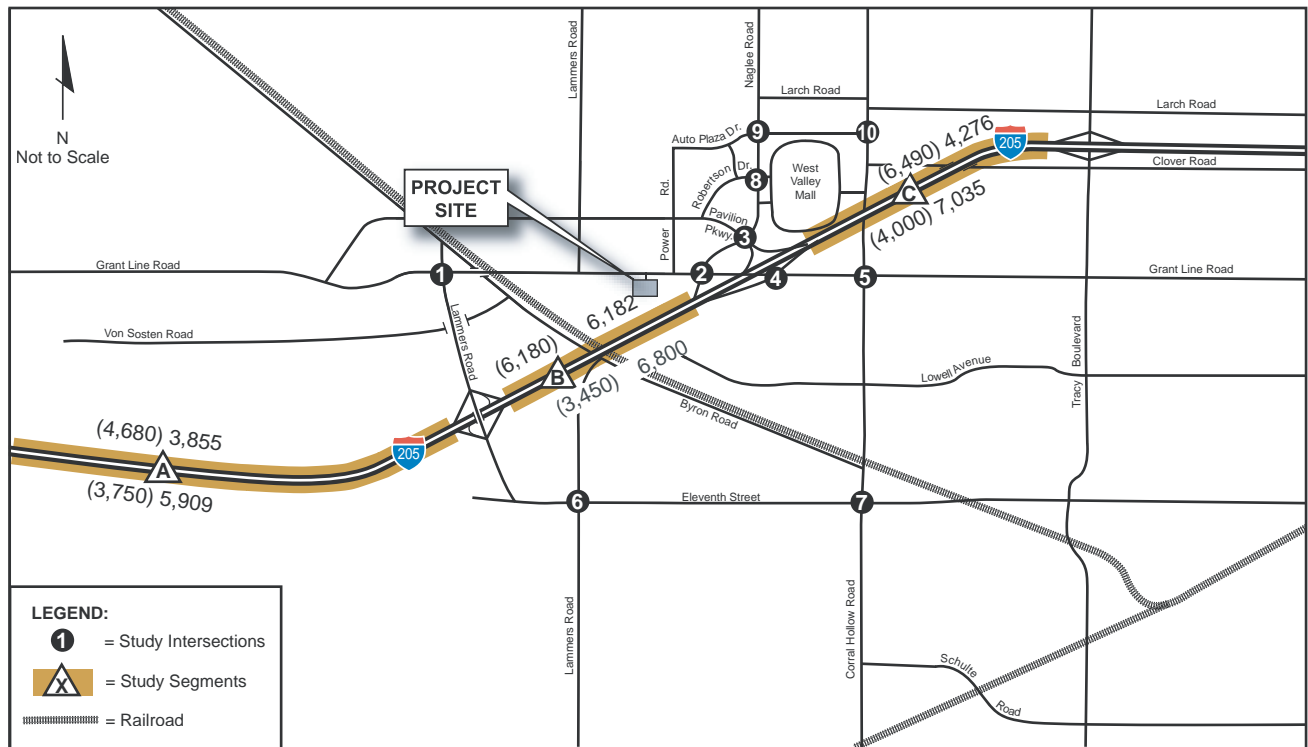 N
Not to Scale
Lammers Road
Naglee Road
Larch Road
Larch Road
Auto Plaza Dr.
9
10
(6,490) 4,276
205
Clover Road
PROJECT
SITE
Power Rd.
Robertson Dr.
8
West
Valley
Mall
C
(4,000) 7,035
Pavilion
Pkwy.
3
Grant Line Road
1
2
4
5
Grant Line Road
Von Sosten Road
Lammers Road
6,182
(6,180)
B
6,800
(3,450)
Lowell Avenue
Tracy Boulevard
Byron Road
(4,680) 3,855
A
205
(3,750) 5,909
6
Eleventh Street
7
Lammers Road
Corral Hollow Road
Schulte
Road
LEGEND:
1 = Study Intersections
X = Study Segments
= Railroad